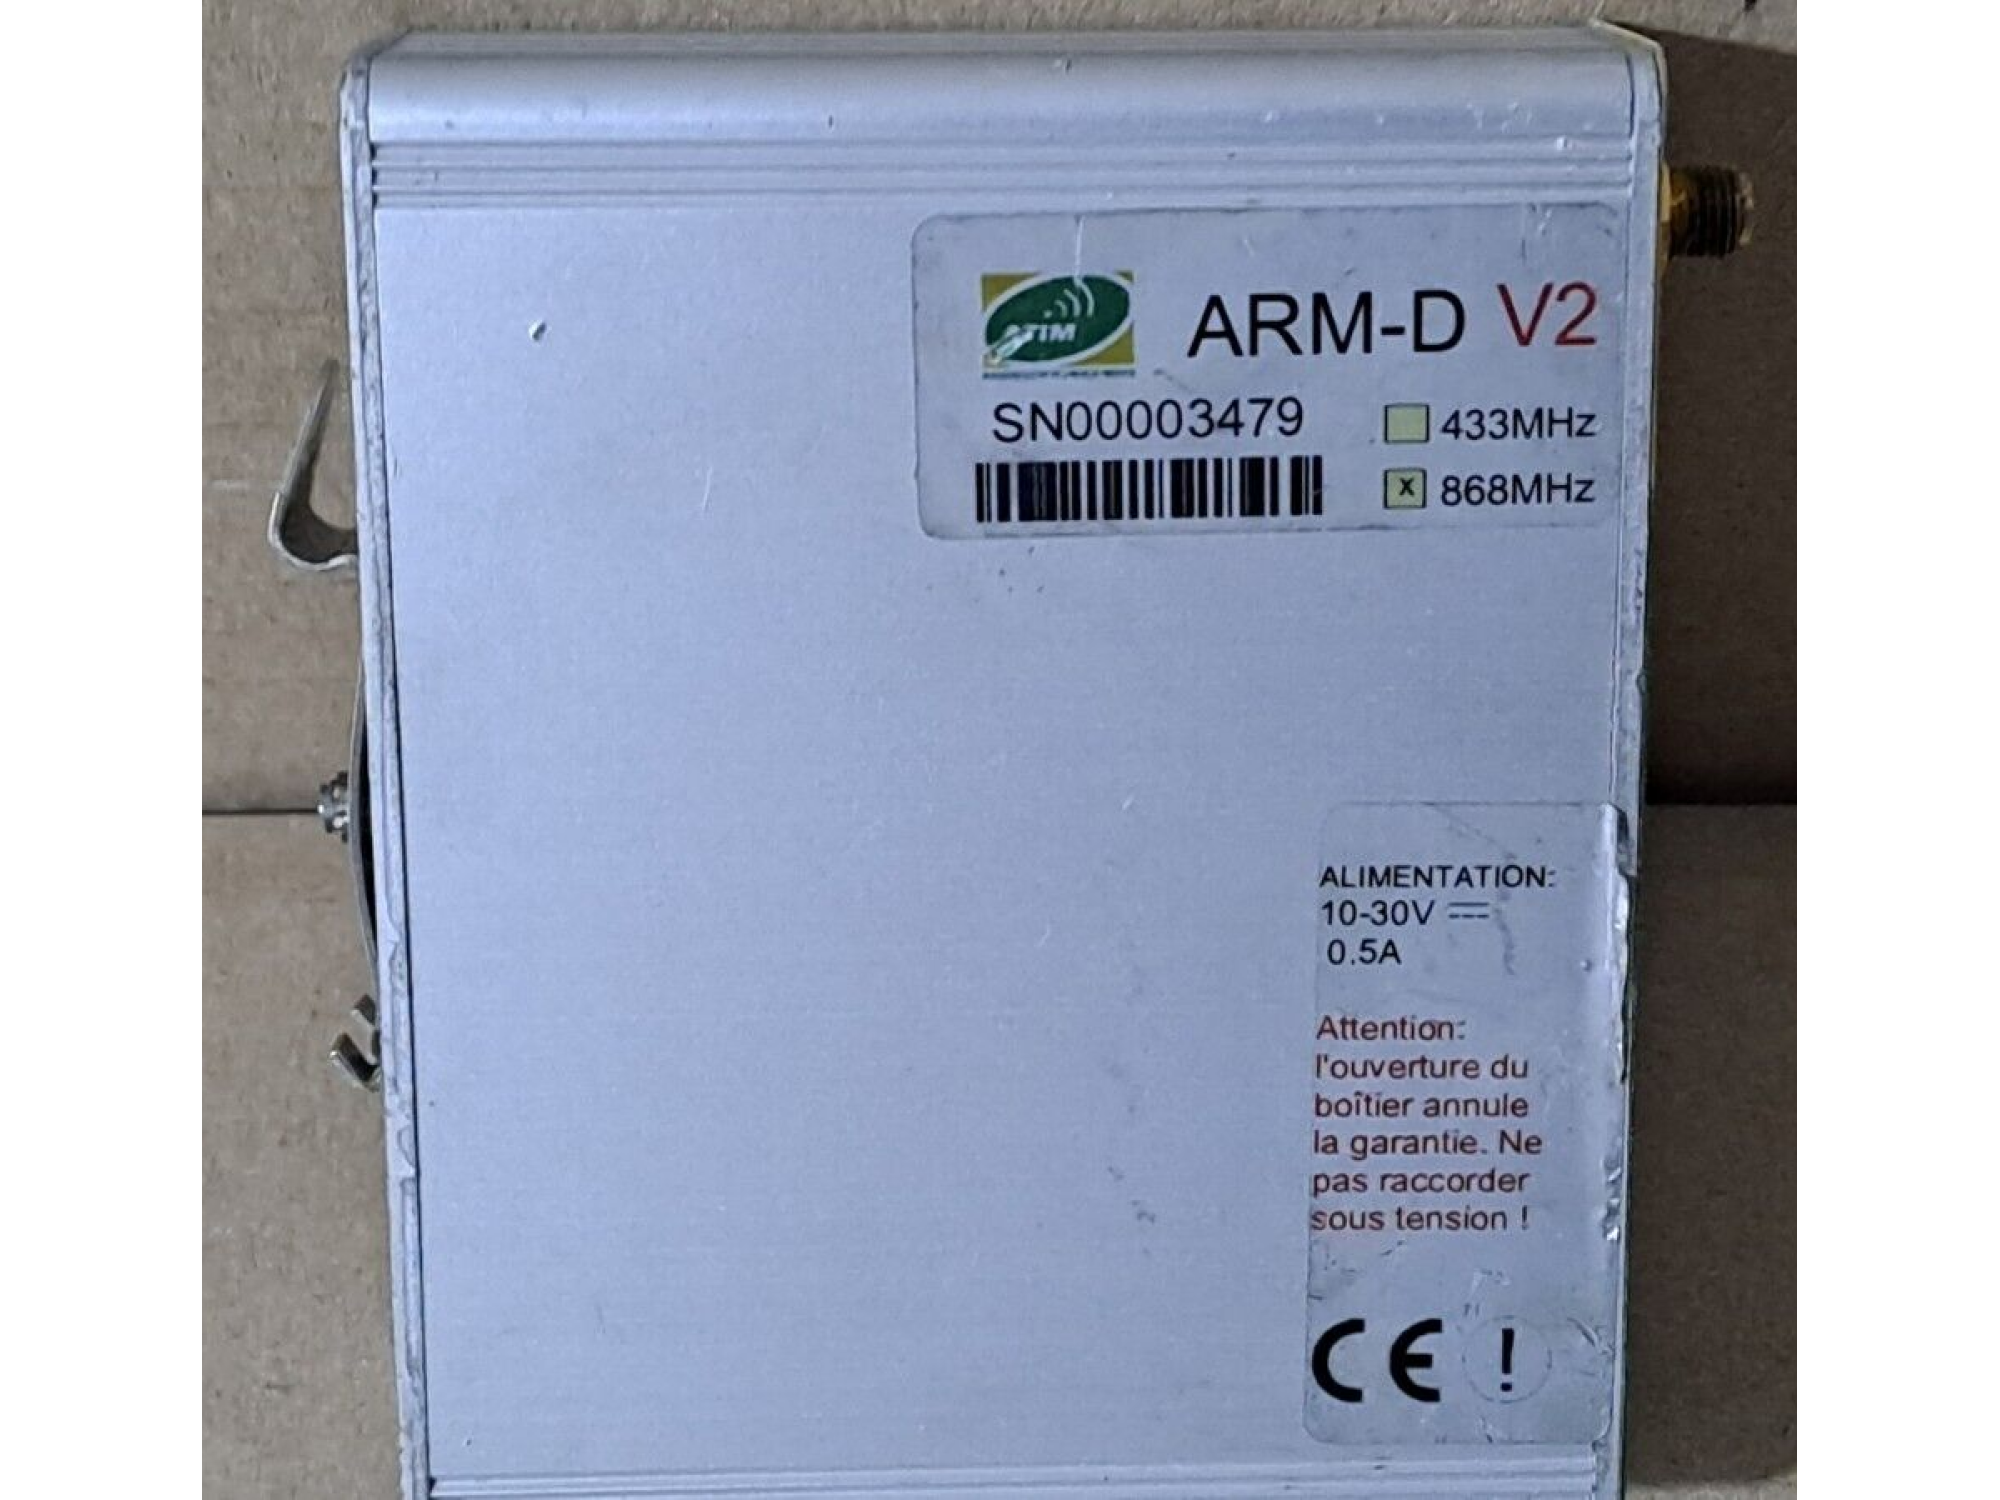 ATIM
ARM-D V2
SN00003479
433MHz
x 868MHz
ALIMENTATION:
10-30V
0.5A
Attention:
l'ouverture du
boîtier annule
la garantie. Ne
pas raccorder
sous tension !
CE !